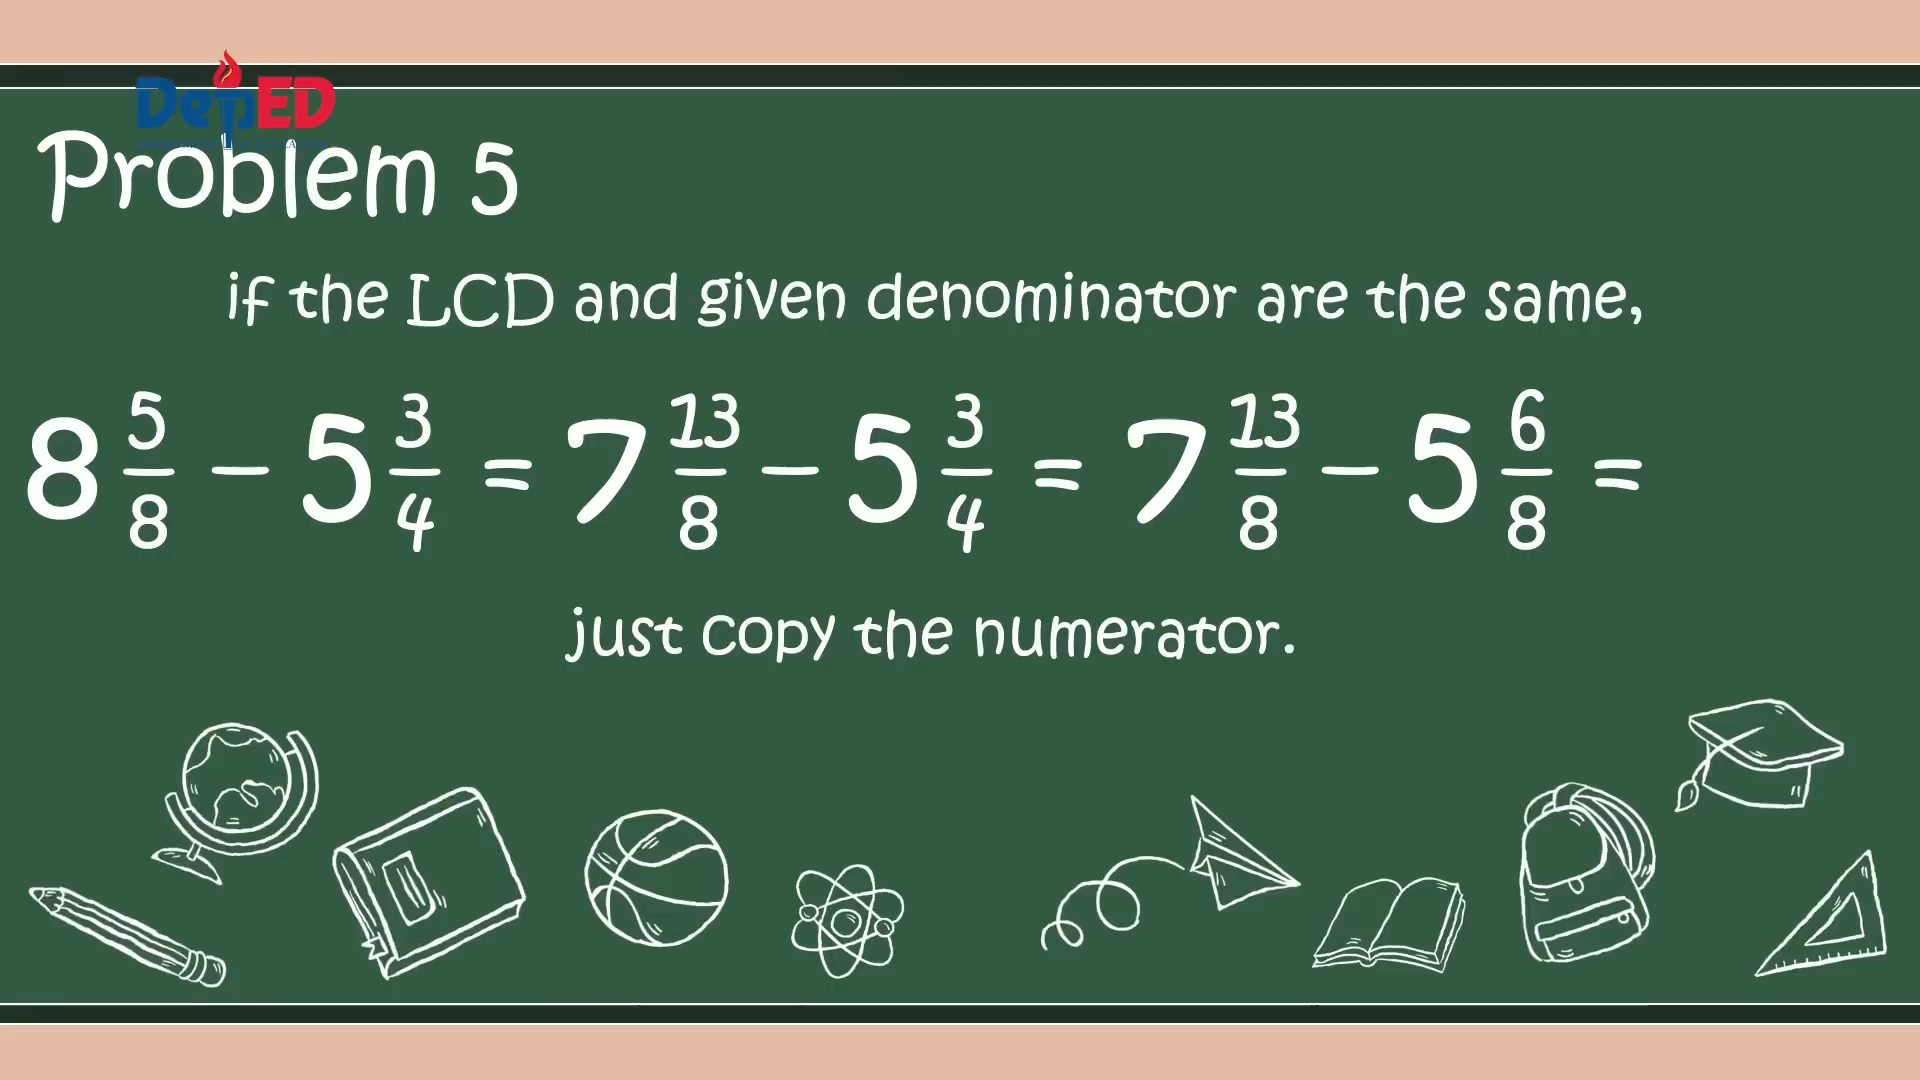 DepED
Problem 5
if the LCD and given denominator are the same,
8 5/8 − 5 3/4 = 7 13/8 − 5 3/4 = 7 13/8 − 5 6/8 =
just copy the numerator.